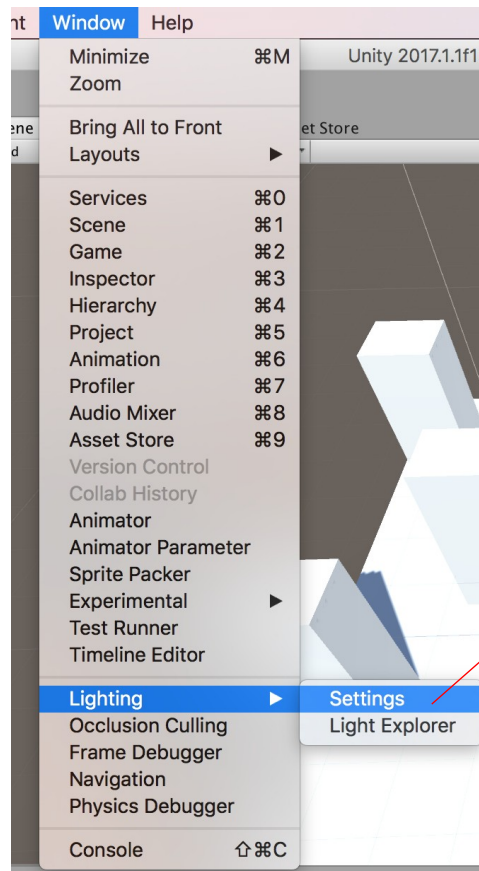 nt Window Help
Minimize ⌘M Unity 2017.1.1f1
Zoom
Bring All to Front
ene et Store
Layouts ▶
d
Services ⌘0
Scene ⌘1
Game ⌘2
Inspector ⌘3
Hierarchy ⌘4
Project ⌘5
Animation ⌘6
Profiler ⌘7
Audio Mixer ⌘8
Asset Store ⌘9
Version Control
Collab History
Animator
Animator Parameter
Sprite Packer
Experimental ▶
Test Runner
Timeline Editor
Lighting ▶ Settings
Occlusion Culling Light Explorer
Frame Debugger
Navigation
Physics Debugger
Console ⇧⌘C